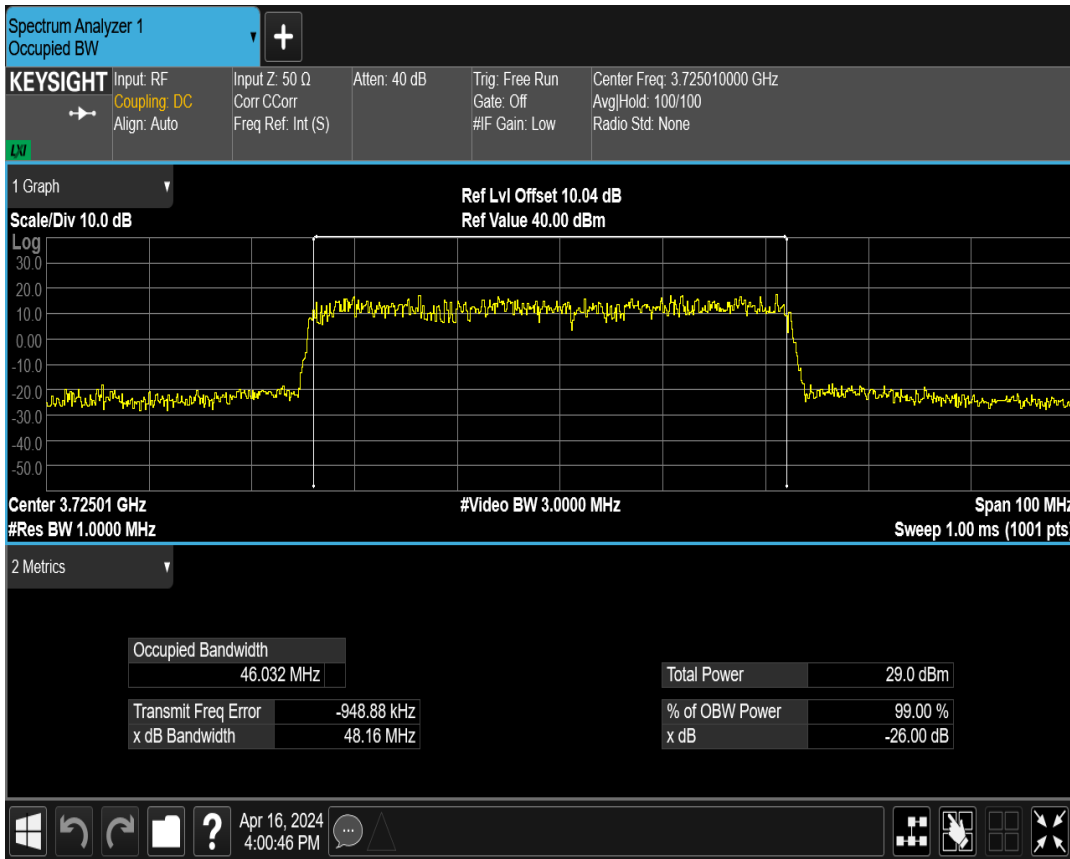 Spectrum Analyzer 1
Occupied BW
+
KEYSIGHT
LXI
Input: RF
Coupling: DC
Align: Auto
Input Z: 50 Ω
Corr CCorr
Freq Ref: Int (S)
Atten: 40 dB
Trig: Free Run
Gate: Off
#IF Gain: Low
Center Freq: 3.725010000 GHz
Avg|Hold: 100/100
Radio Std: None
1 Graph
Scale/Div 10.0 dB
Ref Lvl Offset 10.04 dB
Ref Value 40.00 dBm
Log
30.0
20.0
10.0
0.00
-10.0
-20.0
-30.0
-40.0
-50.0
Center 3.72501 GHz
#Video BW 3.0000 MHz
Span 100 MHz
#Res BW 1.0000 MHz
Sweep 1.00 ms (1001 pts)
2 Metrics
Occupied Bandwidth
46.032 MHz
Transmit Freq Error -948.88 kHz
x dB Bandwidth 48.16 MHz
Total Power 29.0 dBm
% of OBW Power 99.00 %
x dB -26.00 dB
?
Apr 16, 2024
4:00:46 PM